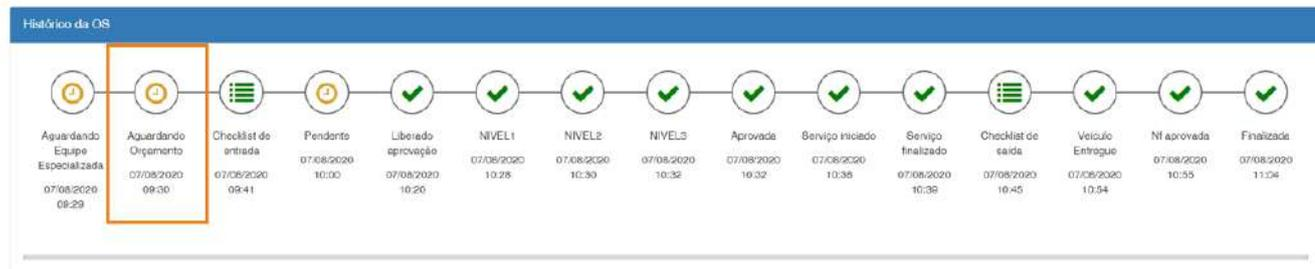 Histórico da OS
Aguardando
Equipe
Especializada
07/08/2020
09:29
Aguardando
Orçamento
07/08/2020
09:30
Checklist de
entrada
07/08/2020
09:41
Pendente
07/08/2020
10:00
Liberado
aprovação
07/08/2020
10:20
NIVEL1
07/08/2020
10:28
NIVEL2
07/08/2020
10:30
NIVEL3
07/08/2020
10:32
Aprovada
07/08/2020
10:32
Serviço iniciado
07/08/2020
10:38
Serviço
finalizado
07/08/2020
10:39
Checklist de
saída
07/08/2020
10:45
Veículo
Entregue
07/08/2020
10:54
Nf aprovada
07/08/2020
10:55
Finalizada
07/08/2020
11:04